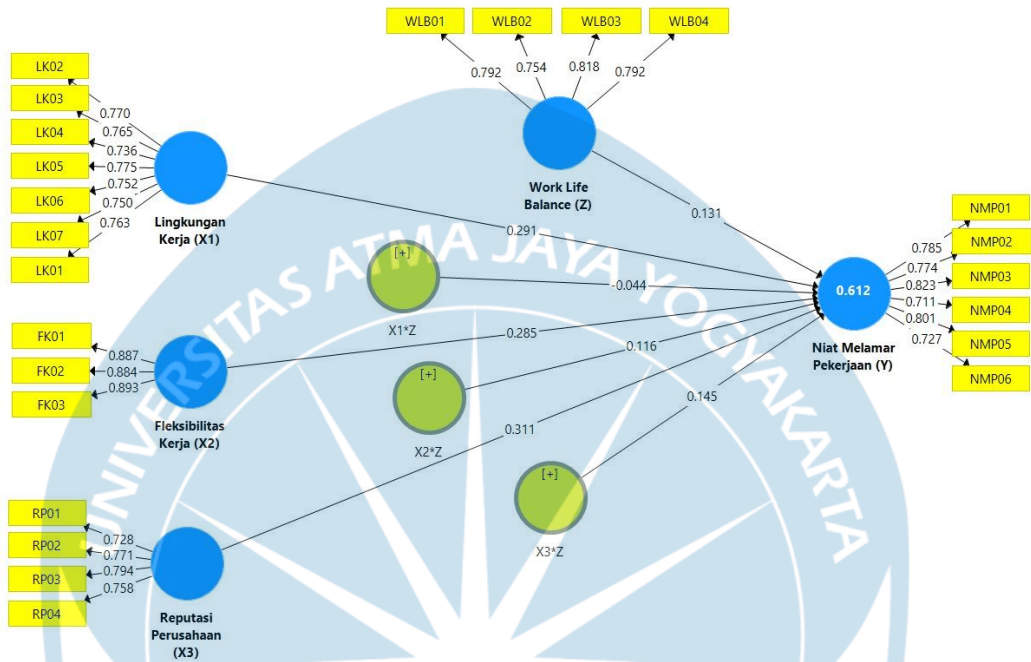 WLB01
WLB02
WLB03
WLB04
0.792
0.754
0.818
0.792
Work Life
Balance (Z)
LK02
LK03
LK04
LK05
LK06
LK07
LK01
0.770
0.765
0.736
0.775
0.752
0.750
0.763
Lingkungan
Kerja (X1)
0.131
0.291
[+]
X1*Z
-0.044
FK01
FK02
FK03
0.887
0.884
0.893
Fleksibilitas
Kerja (X2)
0.285
[+]
X2*Z
0.116
0.311
[+]
X3*Z
0.145
RP01
RP02
RP03
RP04
0.728
0.771
0.794
0.758
Reputasi
Perusahaan
(X3)
0.612
Niat Melamar
Pekerjaan (Y)
0.785
0.774
0.823
0.711
0.801
0.727
NMP01
NMP02
NMP03
NMP04
NMP05
NMP06
UNIVERSITAS ATMA JAYA YOGYAKARTA